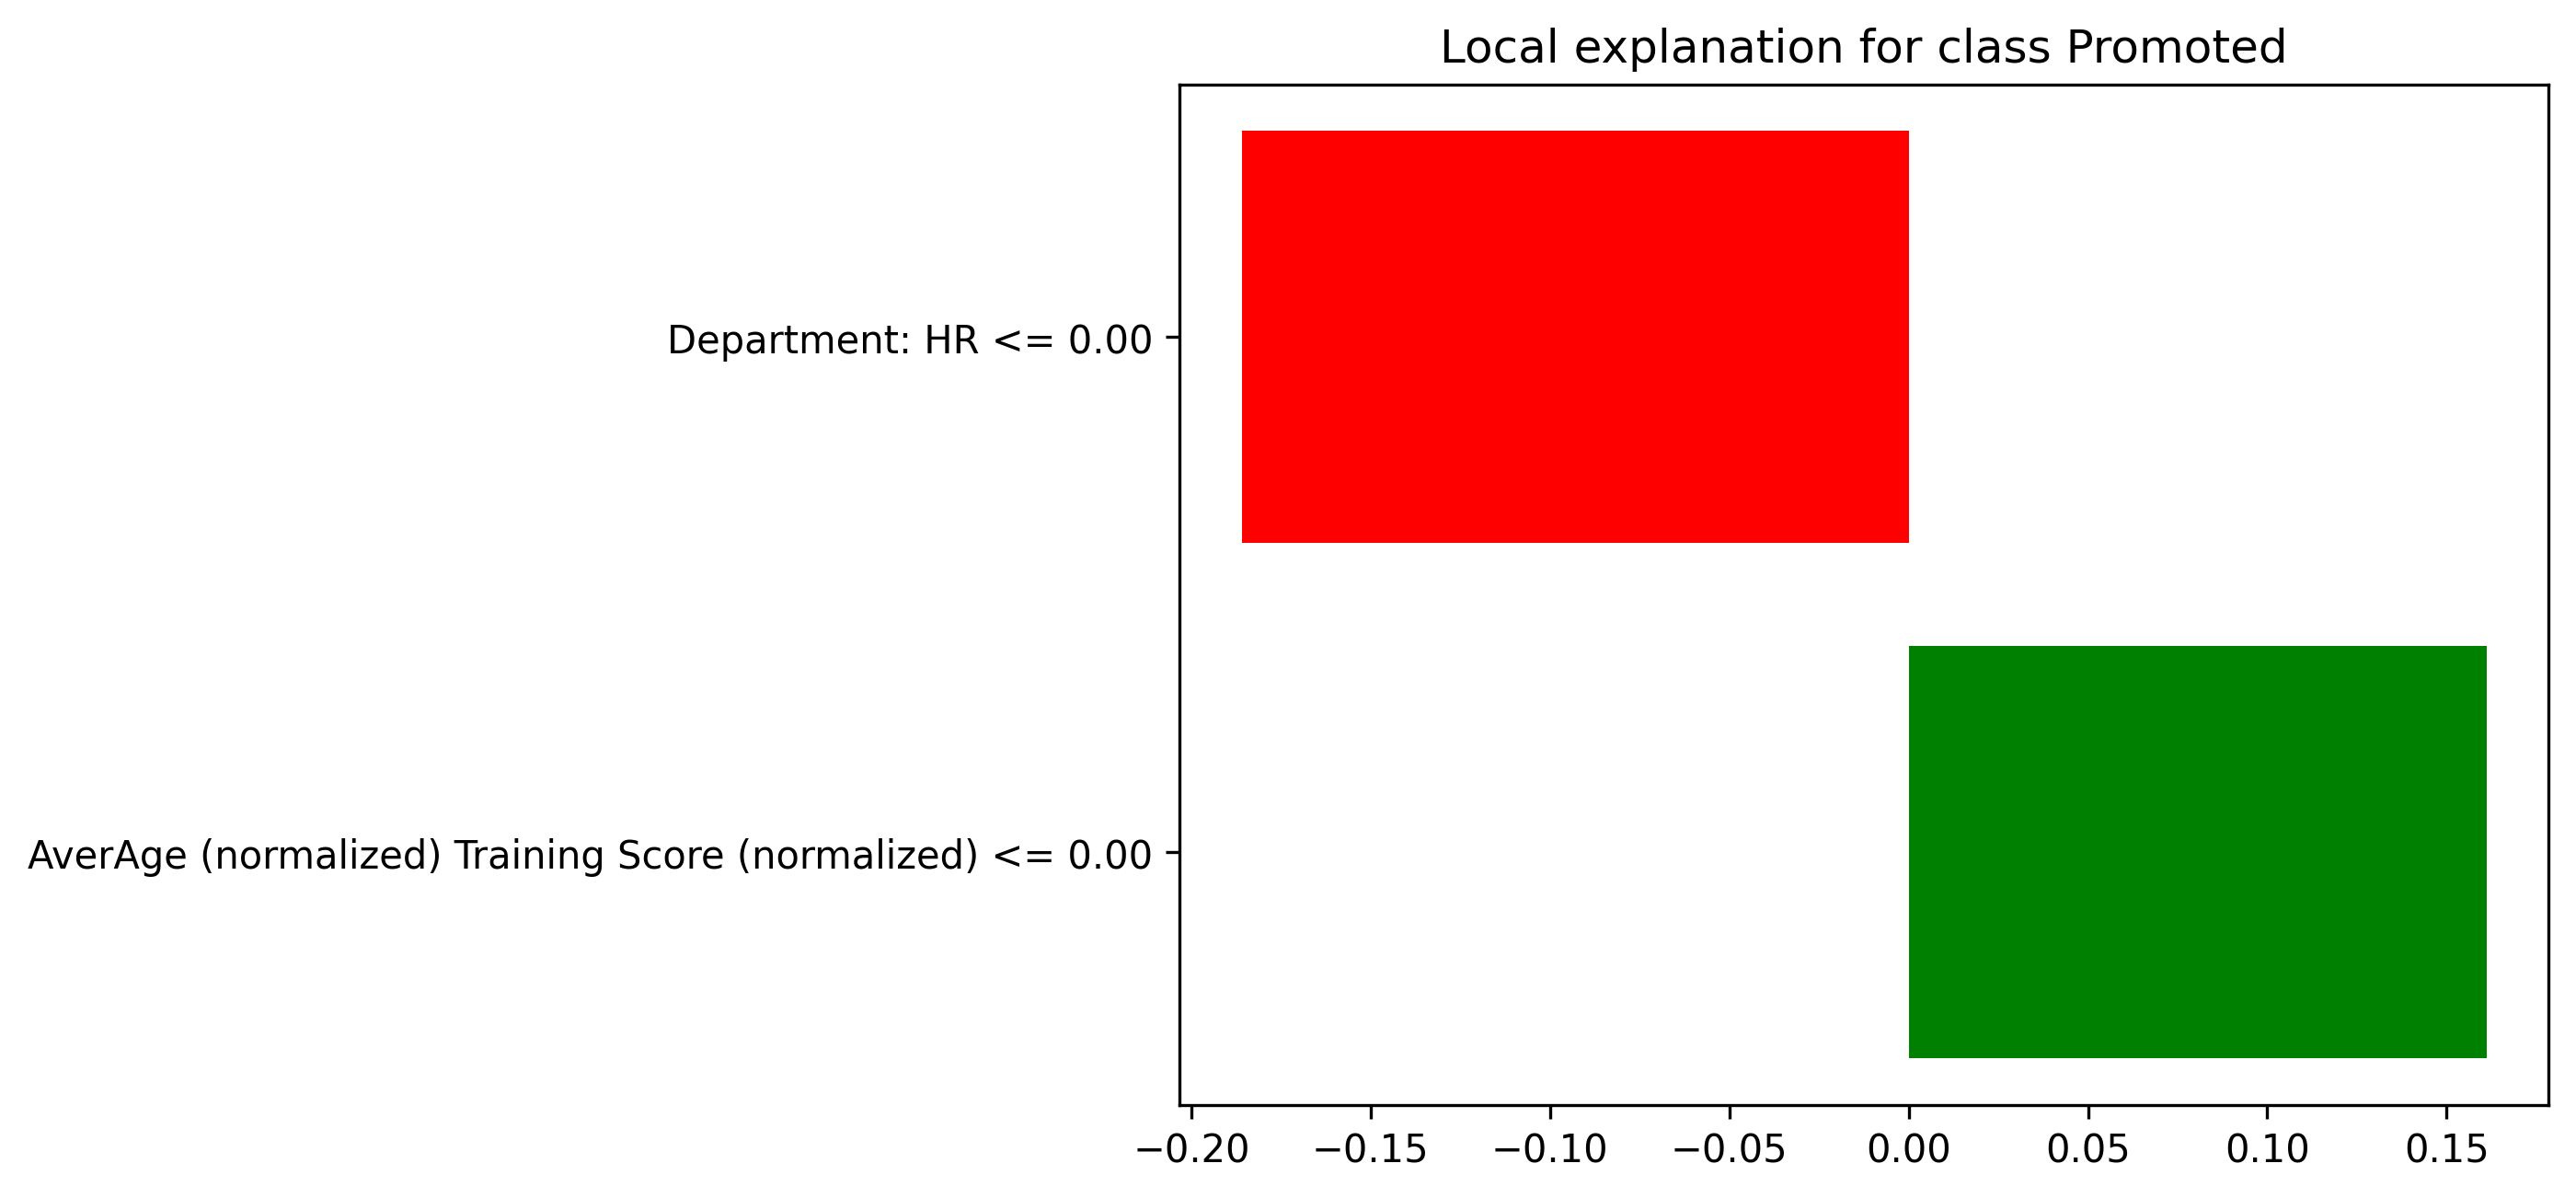 Local explanation for class Promoted
Department: HR <= 0.00
AverAge (normalized) Training Score (normalized) <= 0.00
−0.20 −0.15 −0.10 −0.05 0.00 0.05 0.10 0.15